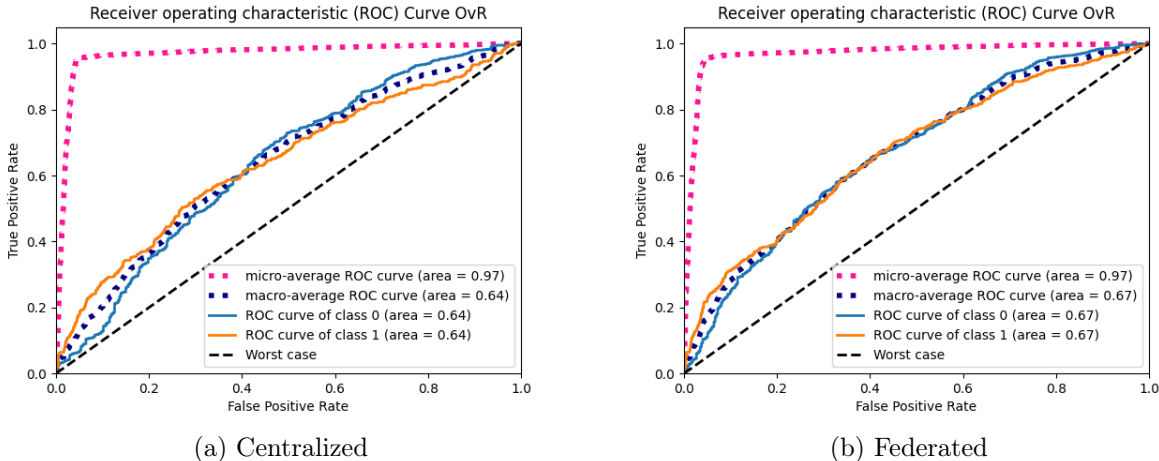 Receiver operating characteristic (ROC) Curve OvR
True Positive Rate
1.0
0.8
0.6
0.4
0.2
0.0
micro-average ROC curve (area = 0.97)
macro-average ROC curve (area = 0.64)
ROC curve of class 0 (area = 0.64)
ROC curve of class 1 (area = 0.64)
Worst case
0.0 0.2 0.4 0.6 0.8 1.0
False Positive Rate
(a) Centralized
Receiver operating characteristic (ROC) Curve OvR
True Positive Rate
1.0
0.8
0.6
0.4
0.2
0.0
micro-average ROC curve (area = 0.97)
macro-average ROC curve (area = 0.67)
ROC curve of class 0 (area = 0.67)
ROC curve of class 1 (area = 0.67)
Worst case
0.0 0.2 0.4 0.6 0.8 1.0
False Positive Rate
(b) Federated